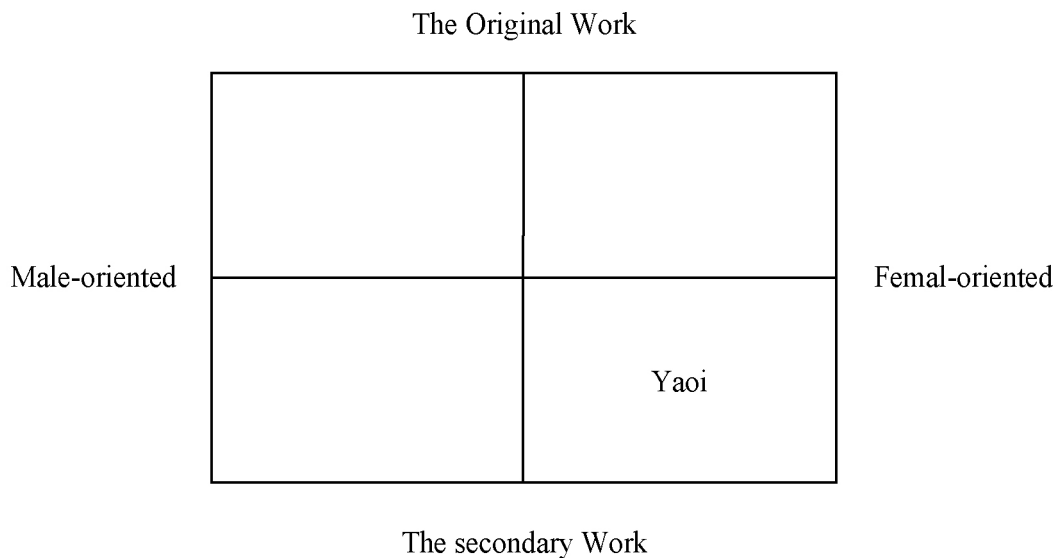 The Original Work
Male-oriented
Femal-oriented
Yaoi
The secondary Work